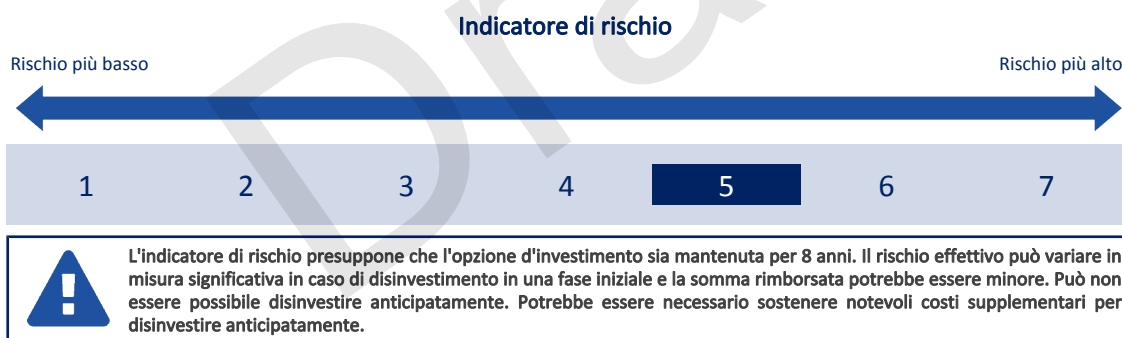 Indicatore di rischio
Rischio più basso
Rischio più alto
1 2 3 4 5 6 7
L'indicatore di rischio presuppone che l'opzione d'investimento sia mantenuta per 8 anni. Il rischio effettivo può variare in
misura significativa in caso di disinvestimento in una fase iniziale e la somma rimborsata potrebbe essere minore. Può non
essere possibile disinvestire anticipatamente. Potrebbe essere necessario sostenere notevoli costi supplementari per
disinvestire anticipatamente.